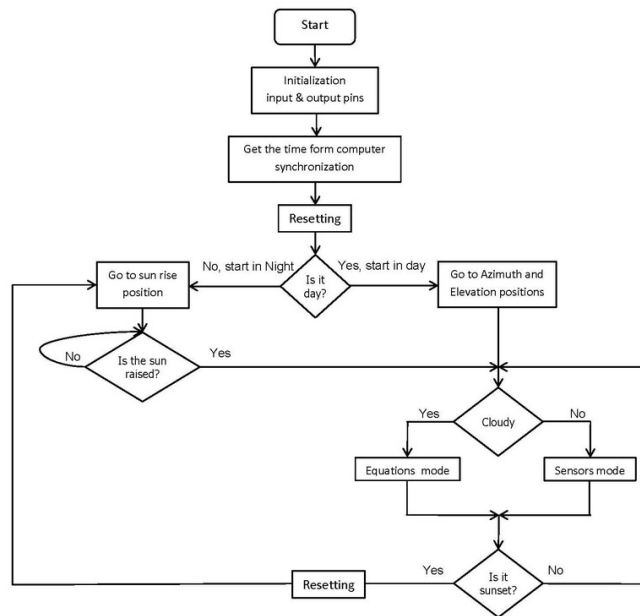 Start
Initialization
input & output pins
Get the time form computer
synchronization
Resetting
No, start in Night
Yes, start in day
Is it
day?
Go to sun rise
position
Go to Azimuth and
Elevation positions
No
Is the sun
raised?
Yes
Yes
Cloudy
No
Equations mode
Sensors mode
Resetting
Yes
Is it
sunset?
No